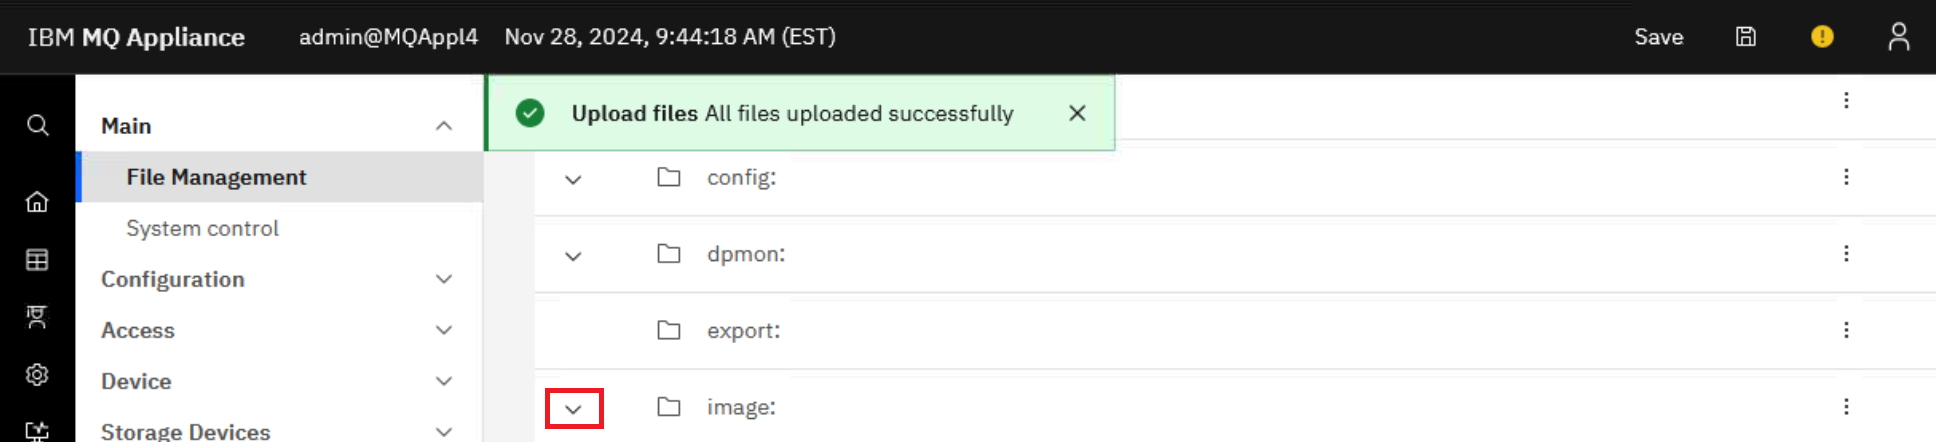 IBM MQ Appliance admin@MQAppl4 Nov 28, 2024, 9:44:18 AM (EST) Save
Upload files All files uploaded successfully
Main
File Management
System control
Configuration
Access
Device
Storage Devices
config:
dpmon:
export:
image: